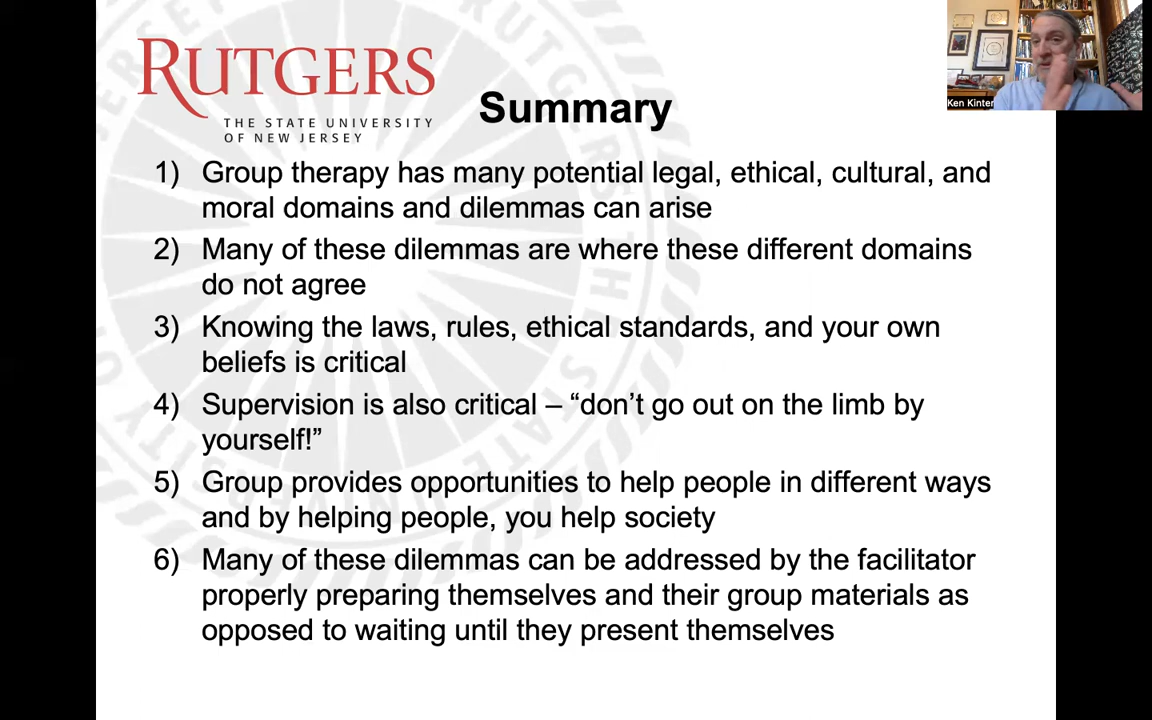 RUTGERS
THE STATE UNIVERSITY
OF NEW JERSEY
Summary
Ken Kinter
1) Group therapy has many potential legal, ethical, cultural, and
moral domains and dilemmas can arise
2) Many of these dilemmas are where these different domains
do not agree
3) Knowing the laws, rules, ethical standards, and your own
beliefs is critical
4) Supervision is also critical – “don’t go out on the limb by
yourself!”
5) Group provides opportunities to help people in different ways
and by helping people, you help society
6) Many of these dilemmas can be addressed by the facilitator
properly preparing themselves and their group materials as
opposed to waiting until they present themselves